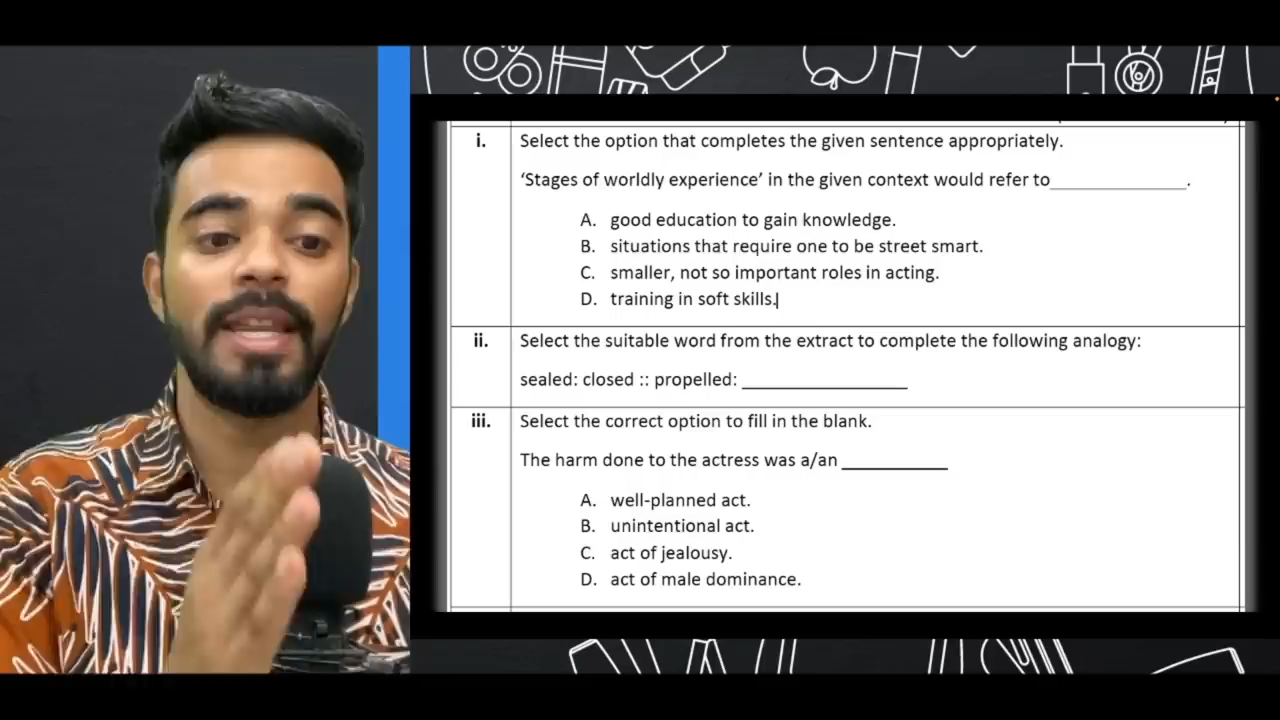 i. Select the option that completes the given sentence appropriately.
‘Stages of worldly experience’ in the given context would refer to______________.
A. good education to gain knowledge.
B. situations that require one to be street smart.
C. smaller, not so important roles in acting.
D. training in soft skills.
ii. Select the suitable word from the extract to complete the following analogy:
sealed: closed :: propelled: _________________
iii. Select the correct option to fill in the blank.
The harm done to the actress was a/an ___________
A. well-planned act.
B. unintentional act.
C. act of jealousy.
D. act of male dominance.